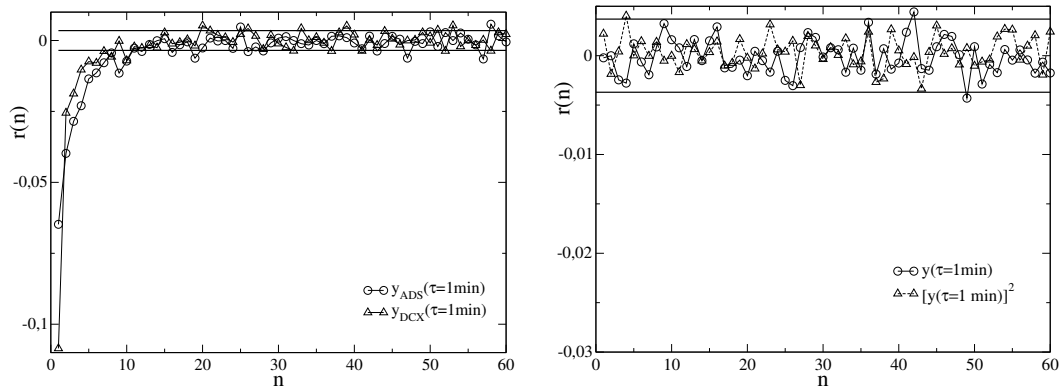 r(n)
0
-0,05
-0,1
0 10 20 30 40 50 60
n
y_ADS(τ=1min)
y_DCX(τ=1min)
r(n)
0
-0,01
-0,02
-0,03
0 10 20 30 40 50 60
n
y(τ=1min)
[y(τ=1 min)]²